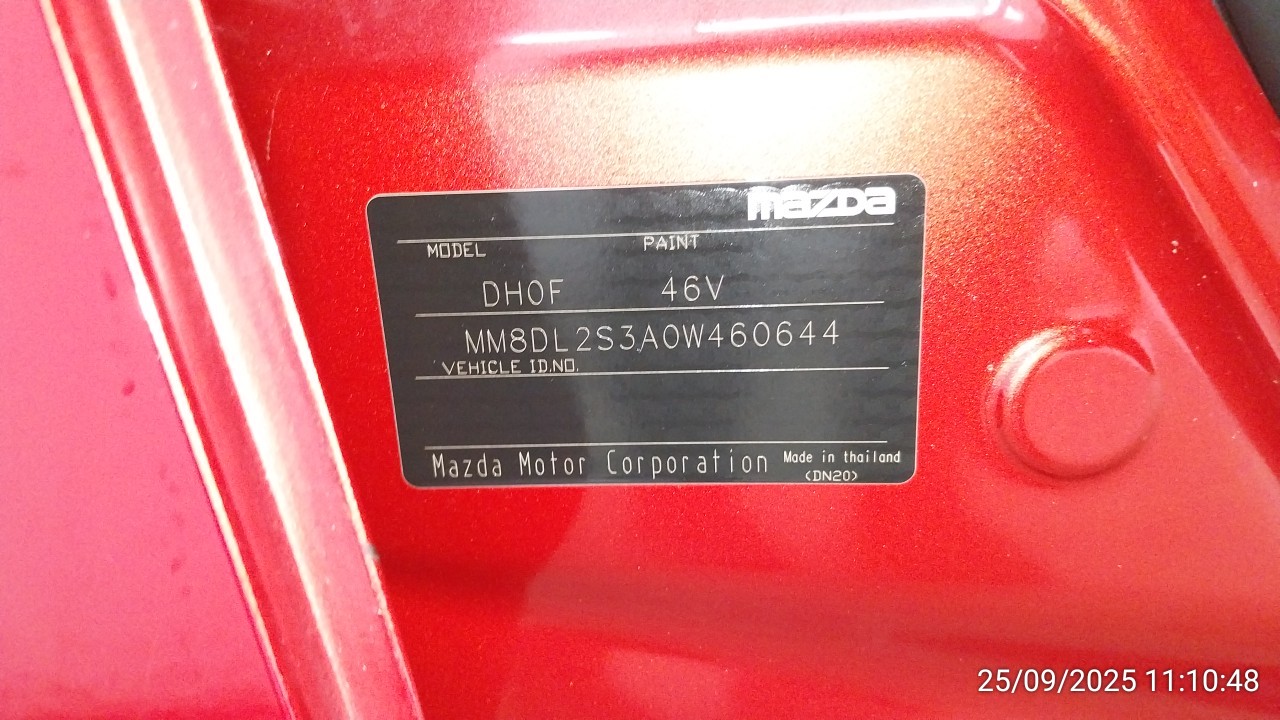 mazDa
MODEL PAINT
DH0F 46V
MM8DL2S3A0W460644
VEHICLE ID.NO.
Mazda Motor Corporation Made in thailand
(DN20)
25/09/2025 11:10:48